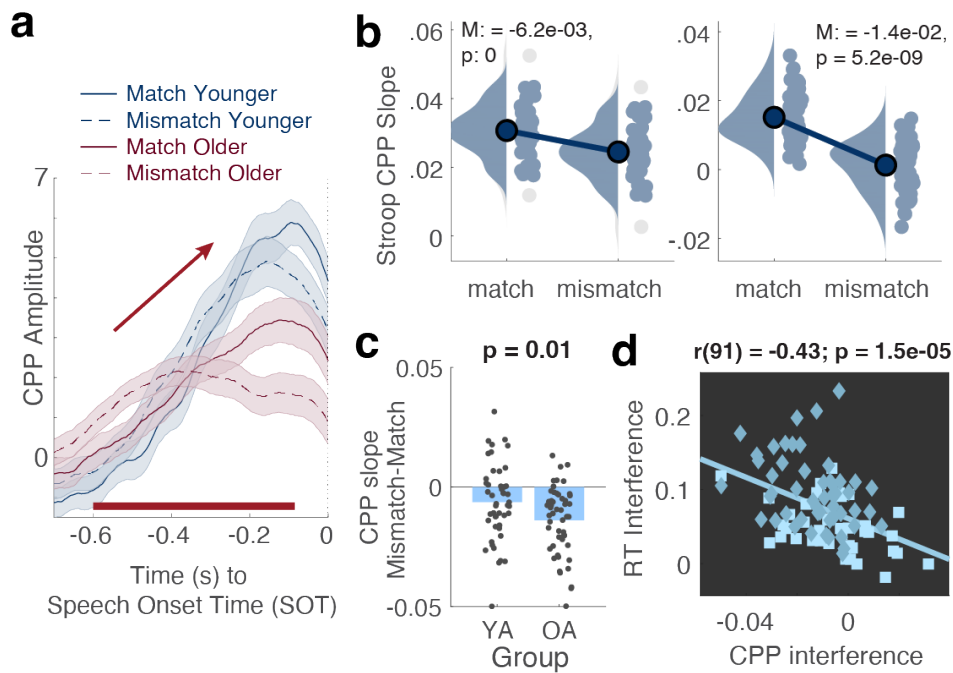 a
Match Younger
Mismatch Younger
Match Older
Mismatch Older
7
0
CPP Amplitude
-0.6
-0.4
-0.2
0
Time (s) to
Speech Onset Time (SOT)
b
Stroop CPP Slope
.06
.04
.02
0
M: = -6.2e-03,
p: 0
match
mismatch
.04
.02
0
-.02
M: = -1.4e-02,
p = 5.2e-09
match
mismatch
c
p = 0.01
CPP slope
Mismatch-Match
0.05
0
-0.05
YA
OA
Group
d
r(91) = -0.43; p = 1.5e-05
RT Interference
0.2
0.1
0
-0.04
0
CPP interference